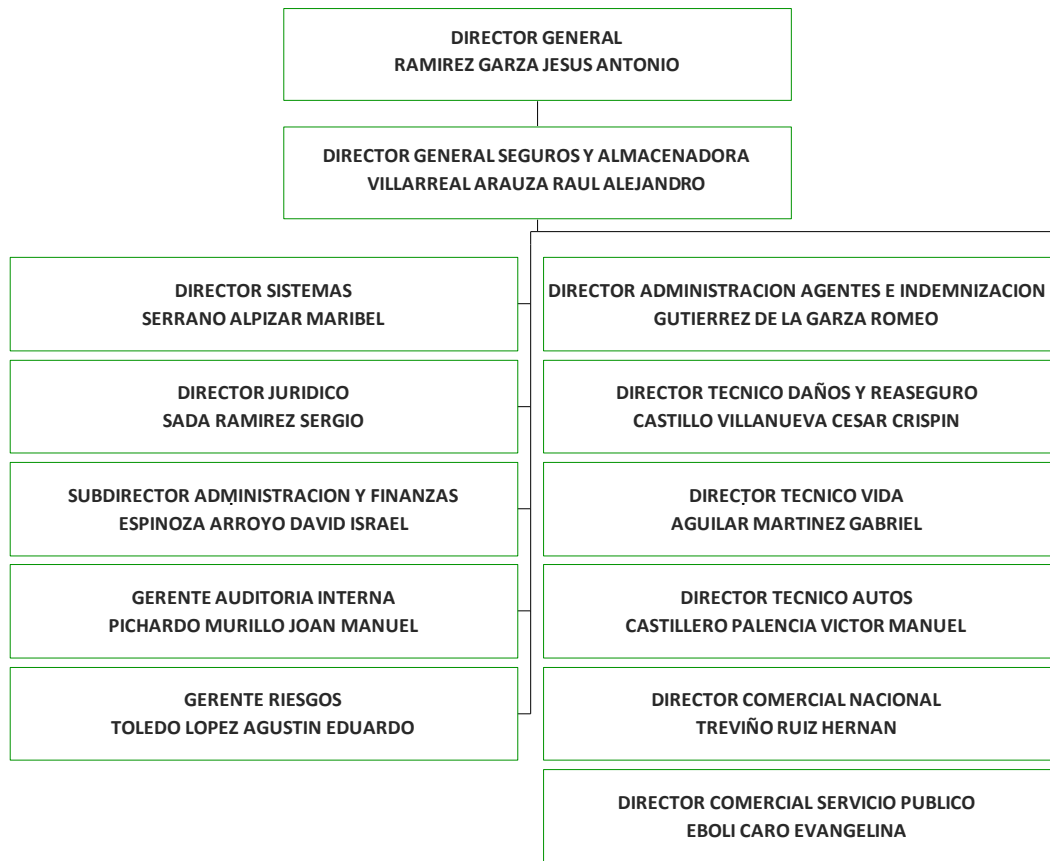 DIRECTOR GENERAL
RAMIREZ GARZA JESUS ANTONIO
DIRECTOR GENERAL SEGUROS Y ALMACENADORA
VILLARREAL ARAUZA RAUL ALEJANDRO
DIRECTOR SISTEMAS
SERRANO ALPIZAR MARIBEL
DIRECTOR JURIDICO
SADA RAMIREZ SERGIO
SUBDIRECTOR ADMINISTRACION Y FINANZAS
ESPINOZA ARROYO DAVID ISRAEL
GERENTE AUDITORIA INTERNA
PICHARDO MURILLO JOAN MANUEL
GERENTE RIESGOS
TOLEDO LOPEZ AGUSTIN EDUARDO
DIRECTOR ADMINISTRACION AGENTES E INDEMNIZACION
GUTIERREZ DE LA GARZA ROMEO
DIRECTOR TECNICO DAÑOS Y REASEGURO
CASTILLO VILLANUEVA CESAR CRISPIN
DIRECTOR TECNICO VIDA
AGUILAR MARTINEZ GABRIEL
DIRECTOR TECNICO AUTOS
CASTILLERO PALENCIA VICTOR MANUEL
DIRECTOR COMERCIAL NACIONAL
TREVIÑO RUIZ HERNAN
DIRECTOR COMERCIAL SERVICIO PUBLICO
EBOLI CARO EVANGELINA